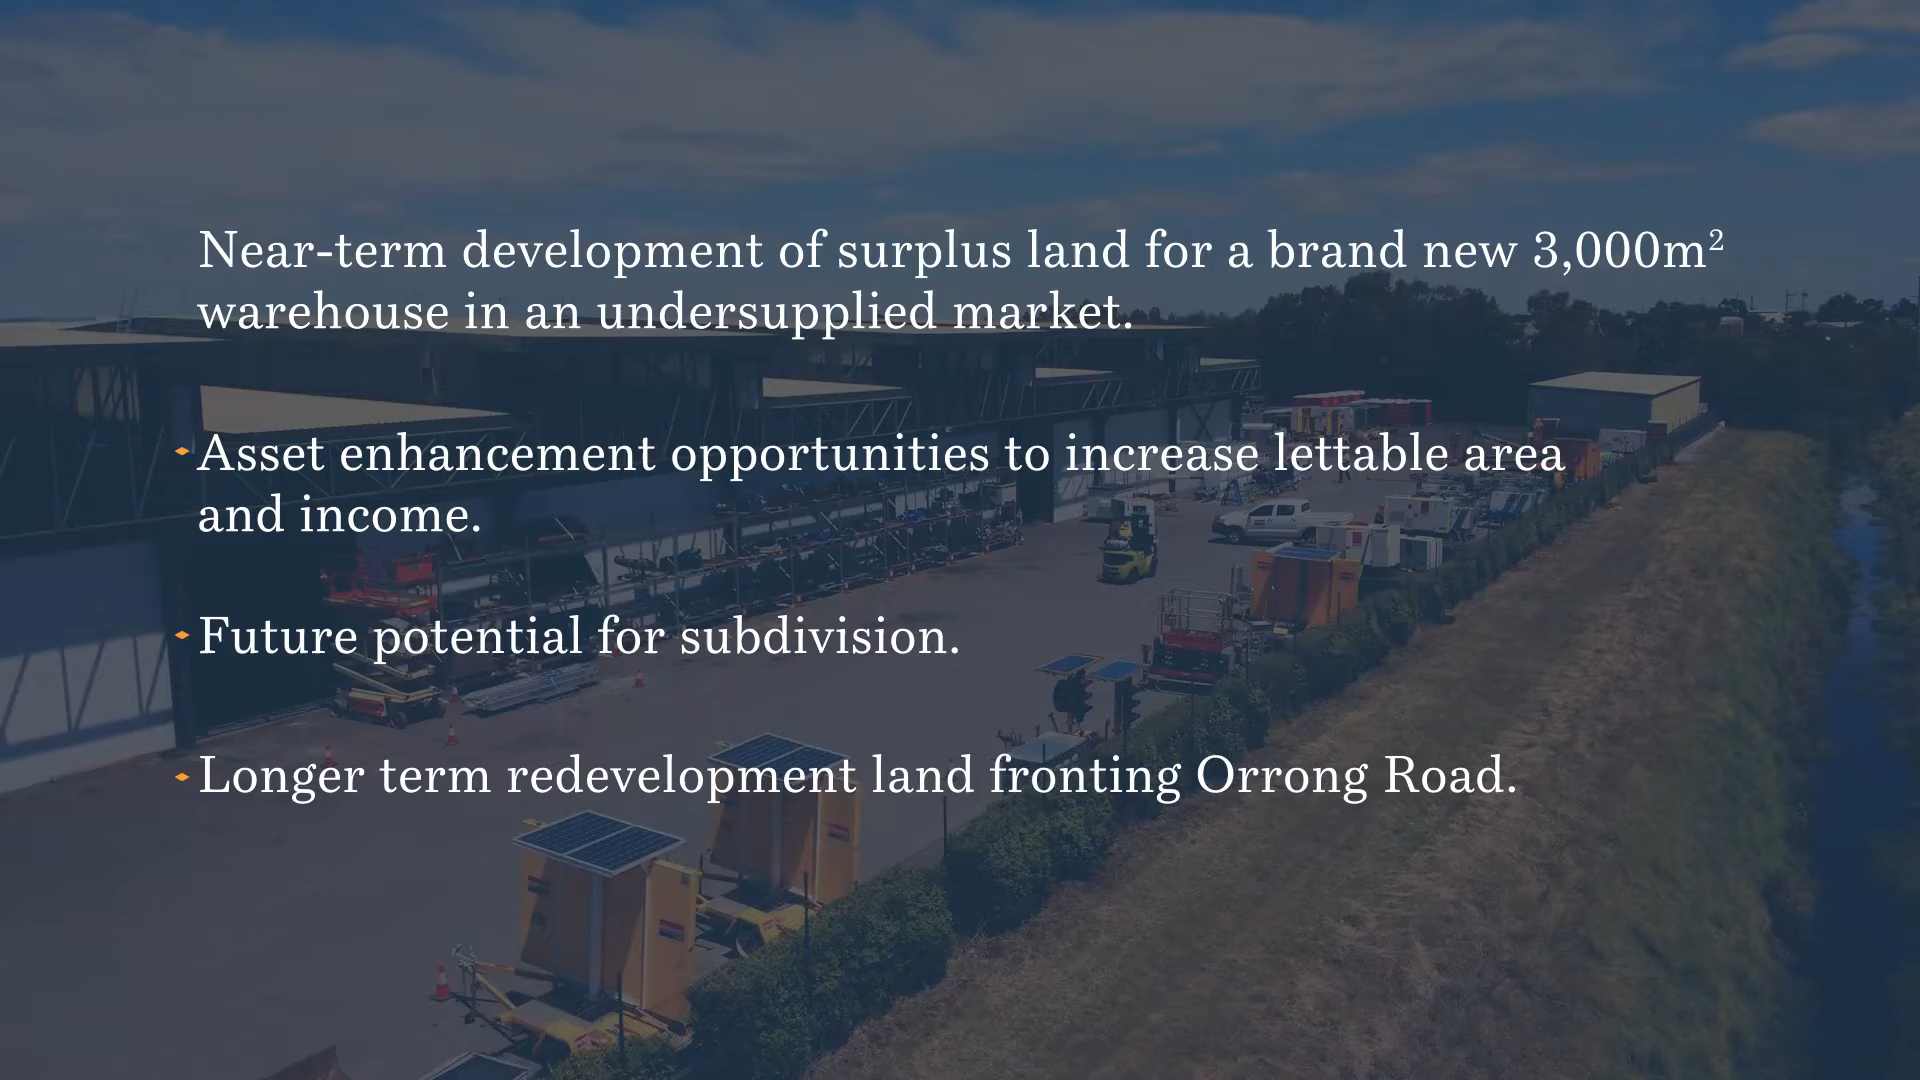 Near-term development of surplus land for a brand new 3,000m²
warehouse in an undersupplied market.
Asset enhancement opportunities to increase lettable area
and income.
Future potential for subdivision.
Longer term redevelopment land fronting Orrong Road.